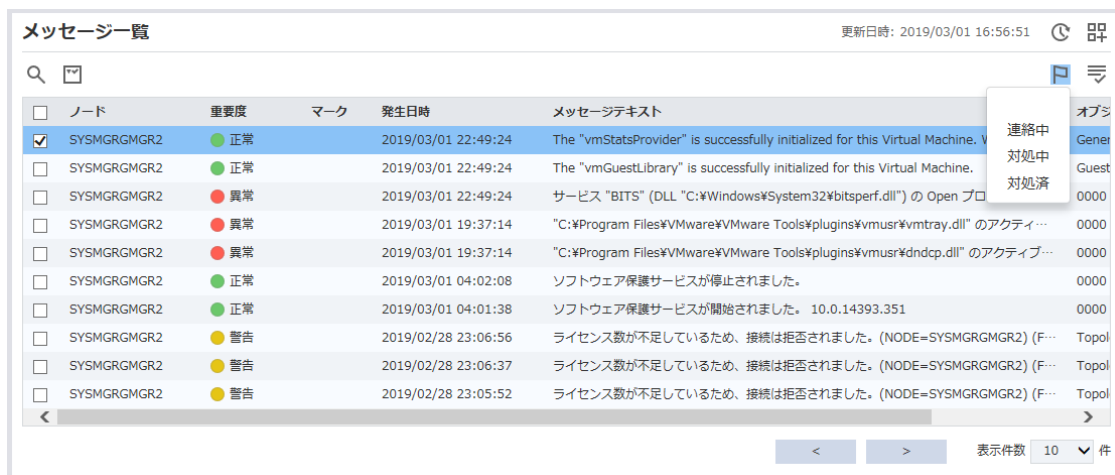 メッセージ一覧 更新日時: 2019/03/01 16:56:51
ノード 重要度 マーク 発生日時 メッセージテキスト オブジ
連絡中
対処中
対処済
SYSMGRGMGR2 正常 2019/03/01 22:49:24 The "vmStatsProvider" is successfully initialized for this Virtual Machine. Gener
SYSMGRGMGR2 正常 2019/03/01 22:49:24 The "vmGuestLibrary" is successfully initialized for this Virtual Machine. Guest
SYSMGRGMGR2 異常 2019/03/01 22:49:24 サービス "BITS" (DLL "C:¥Windows¥System32¥bitsperf.dll") の Open プロ 0000
SYSMGRGMGR2 異常 2019/03/01 19:37:14 "C:¥Program Files¥VMware¥VMware Tools¥plugins¥vmusr¥vmtray.dll" のアクティ… 0000
SYSMGRGMGR2 異常 2019/03/01 19:37:14 "C:¥Program Files¥VMware¥VMware Tools¥plugins¥vmusr¥dndcp.dll" のアクティブ… 0000
SYSMGRGMGR2 正常 2019/03/01 04:02:08 ソフトウェア保護サービスが停止されました。 0000
SYSMGRGMGR2 正常 2019/03/01 04:01:38 ソフトウェア保護サービスが開始されました。 10.0.14393.351 0000
SYSMGRGMGR2 警告 2019/02/28 23:06:56 ライセンス数が不足しているため、接続は拒否されました。(NODE=SYSMGRGMGR2) (F… Topol
SYSMGRGMGR2 警告 2019/02/28 23:06:37 ライセンス数が不足しているため、接続は拒否されました。(NODE=SYSMGRGMGR2) (F… Topol
SYSMGRGMGR2 警告 2019/02/28 23:05:52 ライセンス数が不足しているため、接続は拒否されました。(NODE=SYSMGRGMGR2) (F… Topol
< > 表示件数 10 件